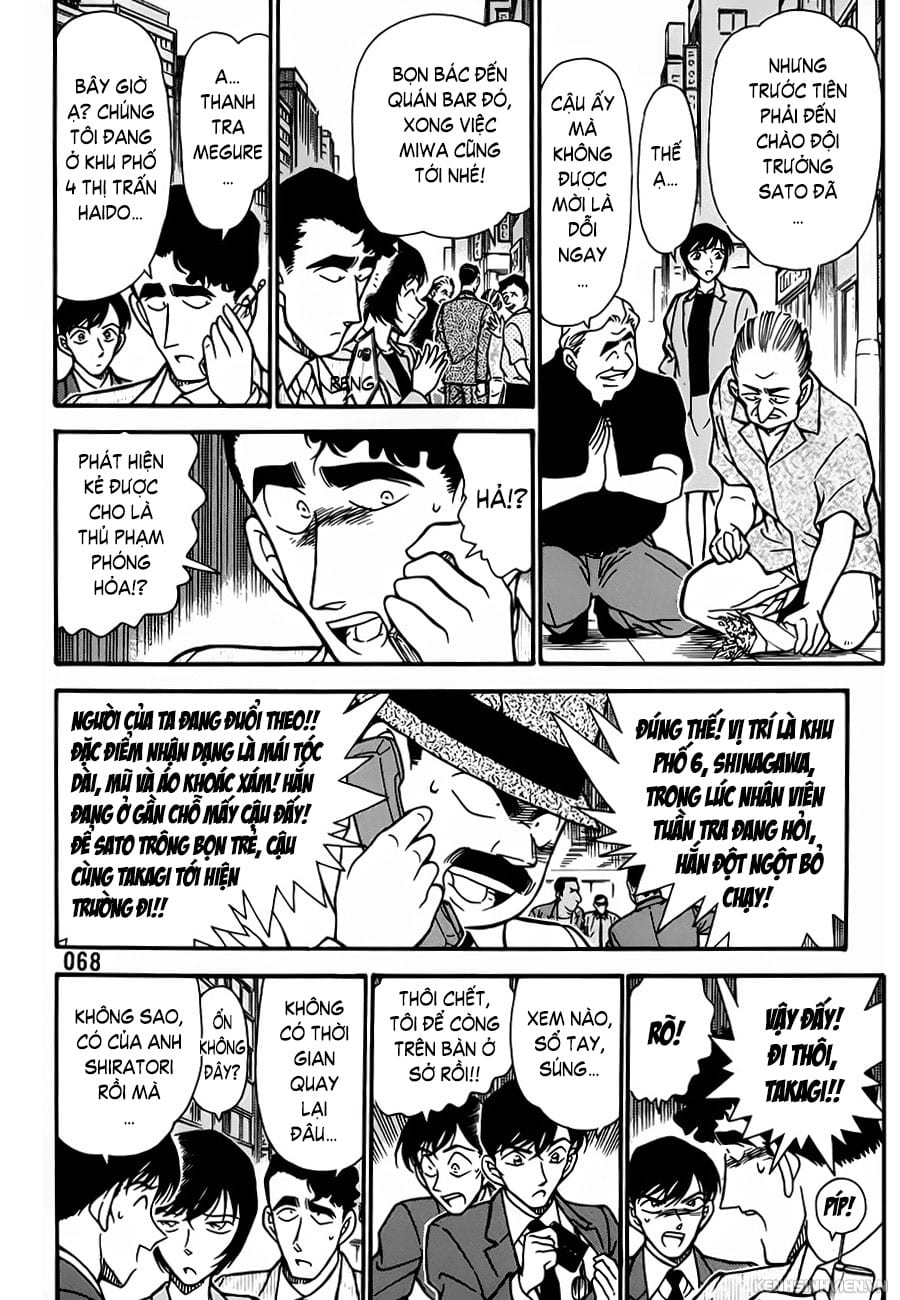 NHƯNG
TRƯỚC TIÊN
PHẢI ĐẾN
CHÀO ĐỘI
TRƯỞNG
SATO ĐÃ
...
THẾ
Ạ...
CẬU ẤY
MÀ
KHÔNG
ĐƯỢC
MỜI LÀ
DỖI
NGAY
...
BỌN BÁC ĐẾN
QUÁN BAR ĐÓ,
XONG VIỆC
MIWA CŨNG
TỚI NHÉ!
RENG
A...
THANH
TRA
MEGURE
...
BÂY GIỜ
Ạ? CHÚNG
TÔI ĐANG
Ở KHU PHỐ
4 THỊ TRẤN
HAIDO...
HẢ!?
PHÁT HIỆN
KẺ ĐƯỢC
CHO LÀ
THỦ PHẠM
PHÓNG
HỎA!?
ĐÚNG THẾ! VỊ TRÍ LÀ KHU
PHỐ 6, SHINAGAWA,
TRONG LÚC NHÂN VIÊN
TUẦN TRA ĐANG HỎI,
HẮN ĐỘT NGỘT BỎ
CHẠY!
NGƯỜI CỦA TA ĐANG ĐUỔI THEO!!
ĐẶC ĐIỂM NHẬN DẠNG LÀ MÁI TÓC
DÀI, MŨ VÀ ÁO KHOÁC XÁM! HẮN
ĐANG Ở GẦN CHỖ MẤY CẬU ĐẤY!
ĐỂ SATO TRÔNG BỌN TRẺ, CẬU
CÙNG TAKAGI TỚI HIỆN
TRƯỜNG ĐI!!
068
VẬY ĐẤY!
ĐI THÔI,
TAKAGI!!
PÍP!
RÕ!
XEM NÀO,
SỔ TAY,
SÚNG...
THÔI CHẾT,
TÔI ĐỂ CÒNG
TRÊN BÀN Ở
SỞ RỒI!!
KHÔNG
CÓ THỜI
GIAN
QUAY
LẠI
ĐÂU...
ỔN
KHÔNG
ĐẤY?
KHÔNG SAO,
CÓ CỦA ANH
SHIRATORI
RỒI MÀ
...
KENHSINHVIEN.VN